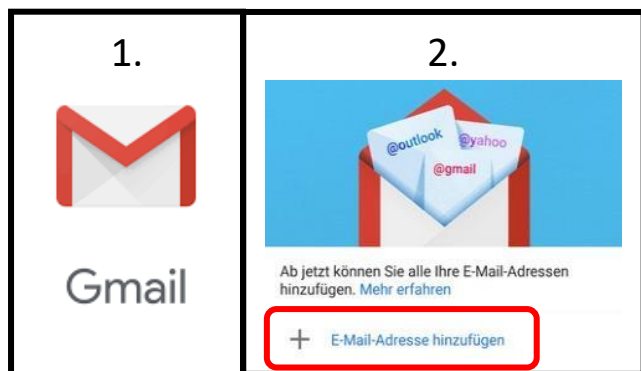 1.
Gmail
2.
@outlook
@yahoo
@gmail
Ab jetzt können Sie alle Ihre E-Mail-Adressen
hinzufügen. Mehr erfahren
+ E-Mail-Adresse hinzufügen